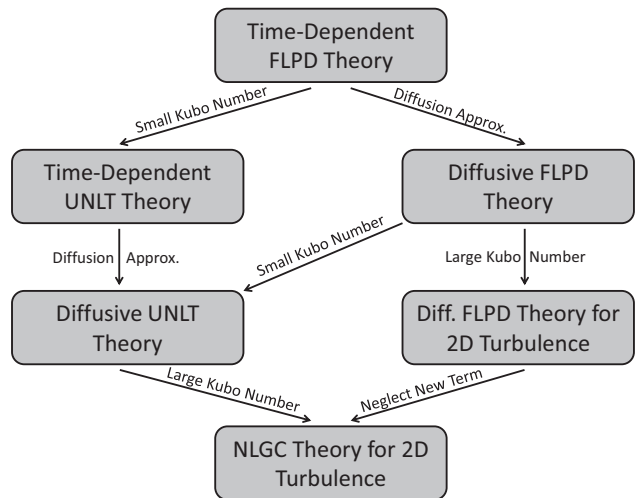 Time-Dependent
FLPD Theory
Small Kubo Number
Diffusion Approx.
Time-Dependent
UNLT Theory
Diffusive FLPD
Theory
Diffusion Approx.
Small Kubo Number
Large Kubo Number
Diffusive UNLT
Theory
Diff. FLPD Theory for
2D Turbulence
Large Kubo Number
Neglect New Term
NLGC Theory for 2D
Turbulence